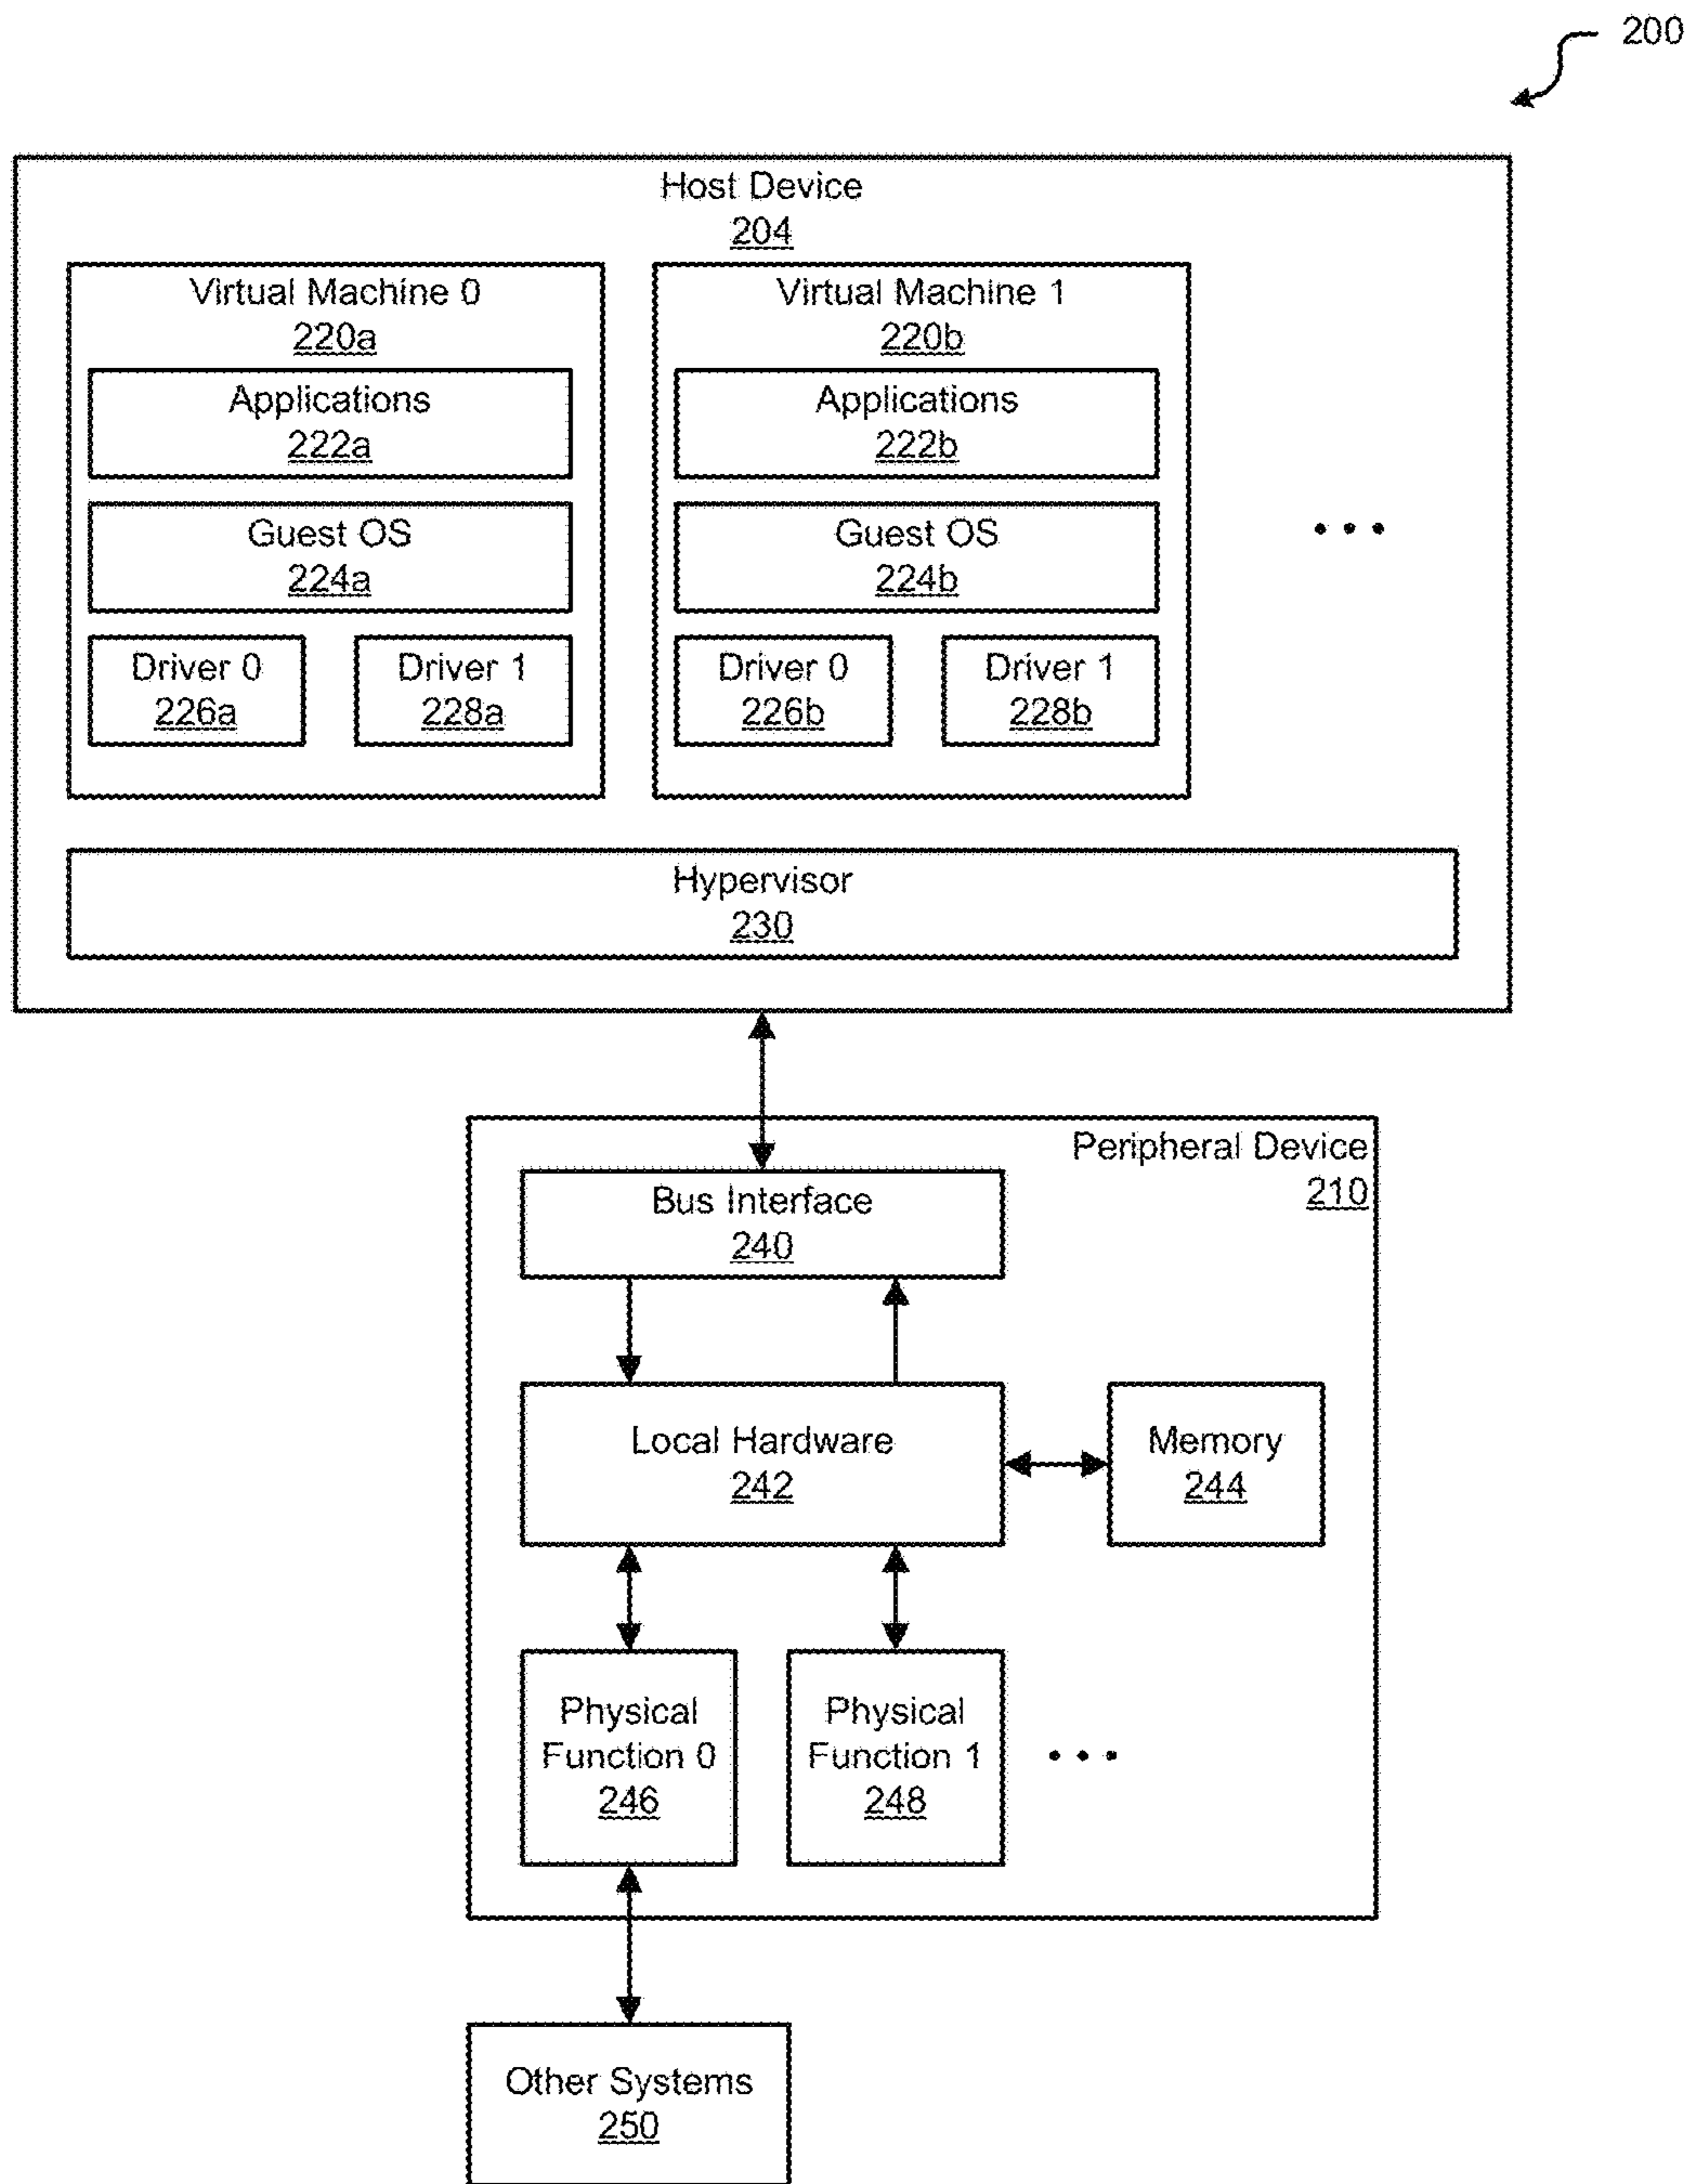 200
Host Device
204
Virtual Machine 0
220a
Applications
222a
Guest OS
224a
Driver 0
226a
Driver 1
228a
Virtual Machine 1
220b
Applications
222b
Guest OS
224b
Driver 0
226b
Driver 1
228b
Hypervisor
230
Peripheral Device
210
Bus Interface
240
Local Hardware
242
Memory
244
Physical
Function 0
246
Physical
Function 1
248
Other Systems
250